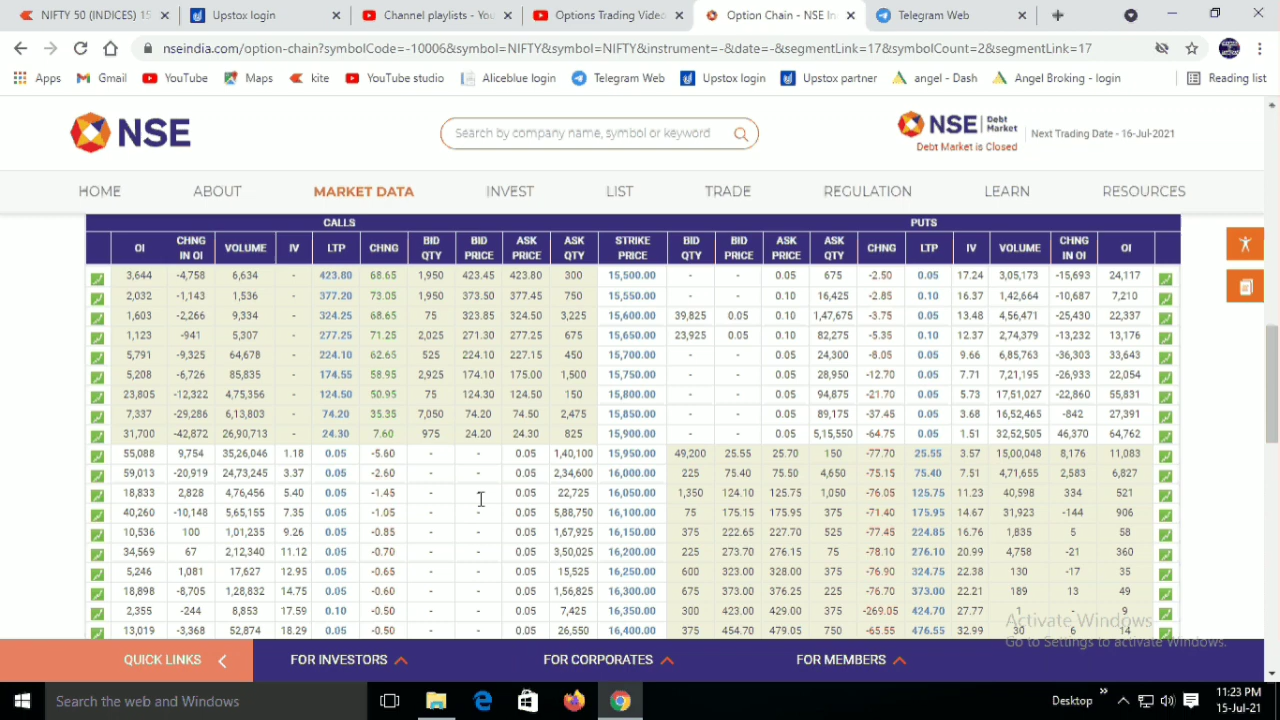 NIFTY 50 (INDICES) 15
Upstox login
Channel playlists - You
Options Trading Video
Option Chain - NSE In
Telegram Web
nseindia.com/option-chain?symbolCode=-10006&symbol=NIFTY&symbol=NIFTY&instrument=-&date=-&segmentLink=17&symbolCount=2&segmentLink=17
Apps Gmail YouTube Maps kite YouTube studio Aliceblue login Telegram Web Upstox login Upstox partner angel - Dash Angel Broking - login Reading list
NSE
Search by company name, symbol or keyword
NSE Debt Market
Debt Market is Closed
Next Trading Date - 16-Jul-2021
HOME ABOUT MARKET DATA INVEST LIST TRADE REGULATION LEARN RESOURCES
CALLS PUTS
OI CHNG IN OI VOLUME IV LTP CHNG BID QTY BID PRICE ASK PRICE ASK QTY STRIKE PRICE BID QTY BID PRICE ASK PRICE ASK QTY CHNG LTP IV VOLUME CHNG IN OI OI
3,644 -4,758 6,634 - 423.80 68.65 1,950 423.45 423.80 300 15,500.00 - - 0.05 675 -2.50 0.05 17.24 3,05,173 -15,693 24,117
2,032 -1,143 1,536 - 377.20 73.05 1,950 373.50 377.45 750 15,550.00 - - 0.10 16,425 -2.85 0.10 16.37 1,42,664 -10,687 7,210
1,603 -2,266 9,334 - 324.25 68.65 75 323.85 324.50 3,225 15,600.00 39,825 0.05 0.10 1,47,675 -3.75 0.05 13.48 4,56,471 -25,430 22,337
1,123 -941 5,307 - 277.25 71.25 2,025 271.30 277.25 675 15,650.00 23,925 0.05 0.10 82,275 -5.35 0.10 12.37 2,74,379 -13,232 13,176
5,791 -9,325 64,678 - 224.10 62.65 525 224.10 227.15 450 15,700.00 - - 0.05 24,300 -8.05 0.05 9.66 6,85,763 -36,303 33,643
5,208 -6,726 85,835 - 174.55 58.95 2,925 174.10 175.00 1,500 15,750.00 - - 0.05 28,950 -12.70 0.05 7.71 7,21,195 -26,933 22,054
23,805 -12,322 4,75,356 - 124.50 50.95 75 124.30 124.50 150 15,800.00 - - 0.05 94,875 -21.70 0.05 5.73 17,51,027 -22,860 55,831
7,337 -29,286 6,13,803 - 74.20 35.35 7,050 74.20 74.50 2,475 15,850.00 - - 0.05 89,175 -37.45 0.05 3.68 16,52,465 -842 27,391
31,700 -42,872 26,90,713 - 24.30 7.60 975 24.20 24.30 825 15,900.00 - - 0.05 5,15,550 -64.75 0.05 1.51 32,52,505 46,370 64,762
55,088 9,754 35,26,046 1.18 0.05 -5.60 - - 0.05 1,40,100 15,950.00 49,200 25.55 25.70 150 -77.70 25.55 3.57 15,00,048 8,176 11,083
59,013 -20,919 24,73,245 3.37 0.05 -2.60 - - 0.05 2,34,600 16,000.00 225 75.40 75.50 4,650 -75.15 75.40 7.51 4,71,655 2,583 6,827
18,833 2,828 4,76,456 5.40 0.05 -1.45 - - 0.05 22,725 16,050.00 1,350 124.10 125.75 1,050 -76.05 125.75 11.23 40,598 334 521
40,260 -10,148 5,65,155 7.35 0.05 -1.05 - - 0.05 5,88,750 16,100.00 75 175.15 175.95 375 -71.40 175.95 14.67 31,923 -144 906
10,536 100 1,01,235 9.26 0.05 -0.85 - - 0.05 1,67,925 16,150.00 375 222.65 227.70 525 -77.45 224.85 16.76 1,835 5 58
34,569 67 2,12,340 11.12 0.05 -0.70 - - 0.05 3,50,025 16,200.00 225 273.70 276.15 75 -78.10 276.10 20.99 4,758 -21 360
5,246 1,081 17,627 12.95 0.05 -0.65 - - 0.05 15,525 16,250.00 600 323.00 328.00 375 -76.90 324.75 22.38 130 -17 35
18,898 -8,705 1,28,832 14.75 0.05 -0.60 - - 0.05 1,56,825 16,300.00 675 373.00 376.25 225 -76.70 373.00 22.21 189 13 49
2,355 -244 8,853 17.59 0.10 -0.50 - - 0.05 7,425 16,350.00 300 423.00 429.00 375 -269.05 424.70 27.77 1 - 9
13,019 -3,368 52,874 18.29 0.05 -0.50 - - 0.05 26,550 16,400.00 375 454.70 479.05 750 -65.55 476.55 32.99 30 6 14
Activate Windows
Go to Settings to activate Windows.
QUICK LINKS FOR INVESTORS FOR CORPORATES FOR MEMBERS
Search the web and Windows
Desktop
11:23 PM
15-Jul-21